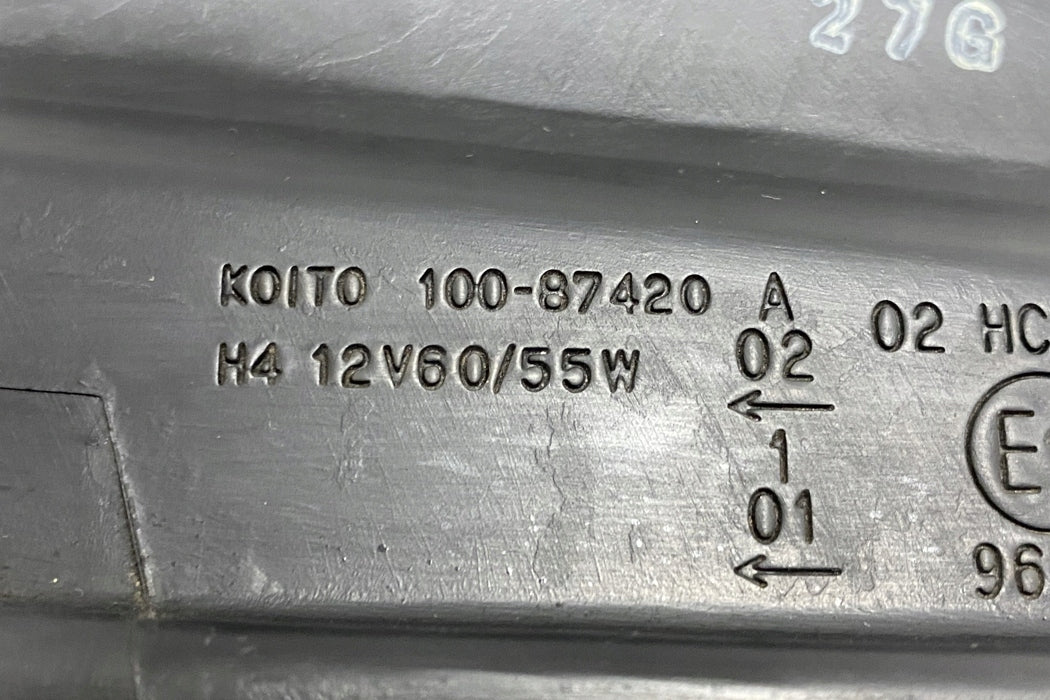 27G
KOITO 100-87420 A
H4 12V60/55W
02
←
1
01
←
02 HC
E
96